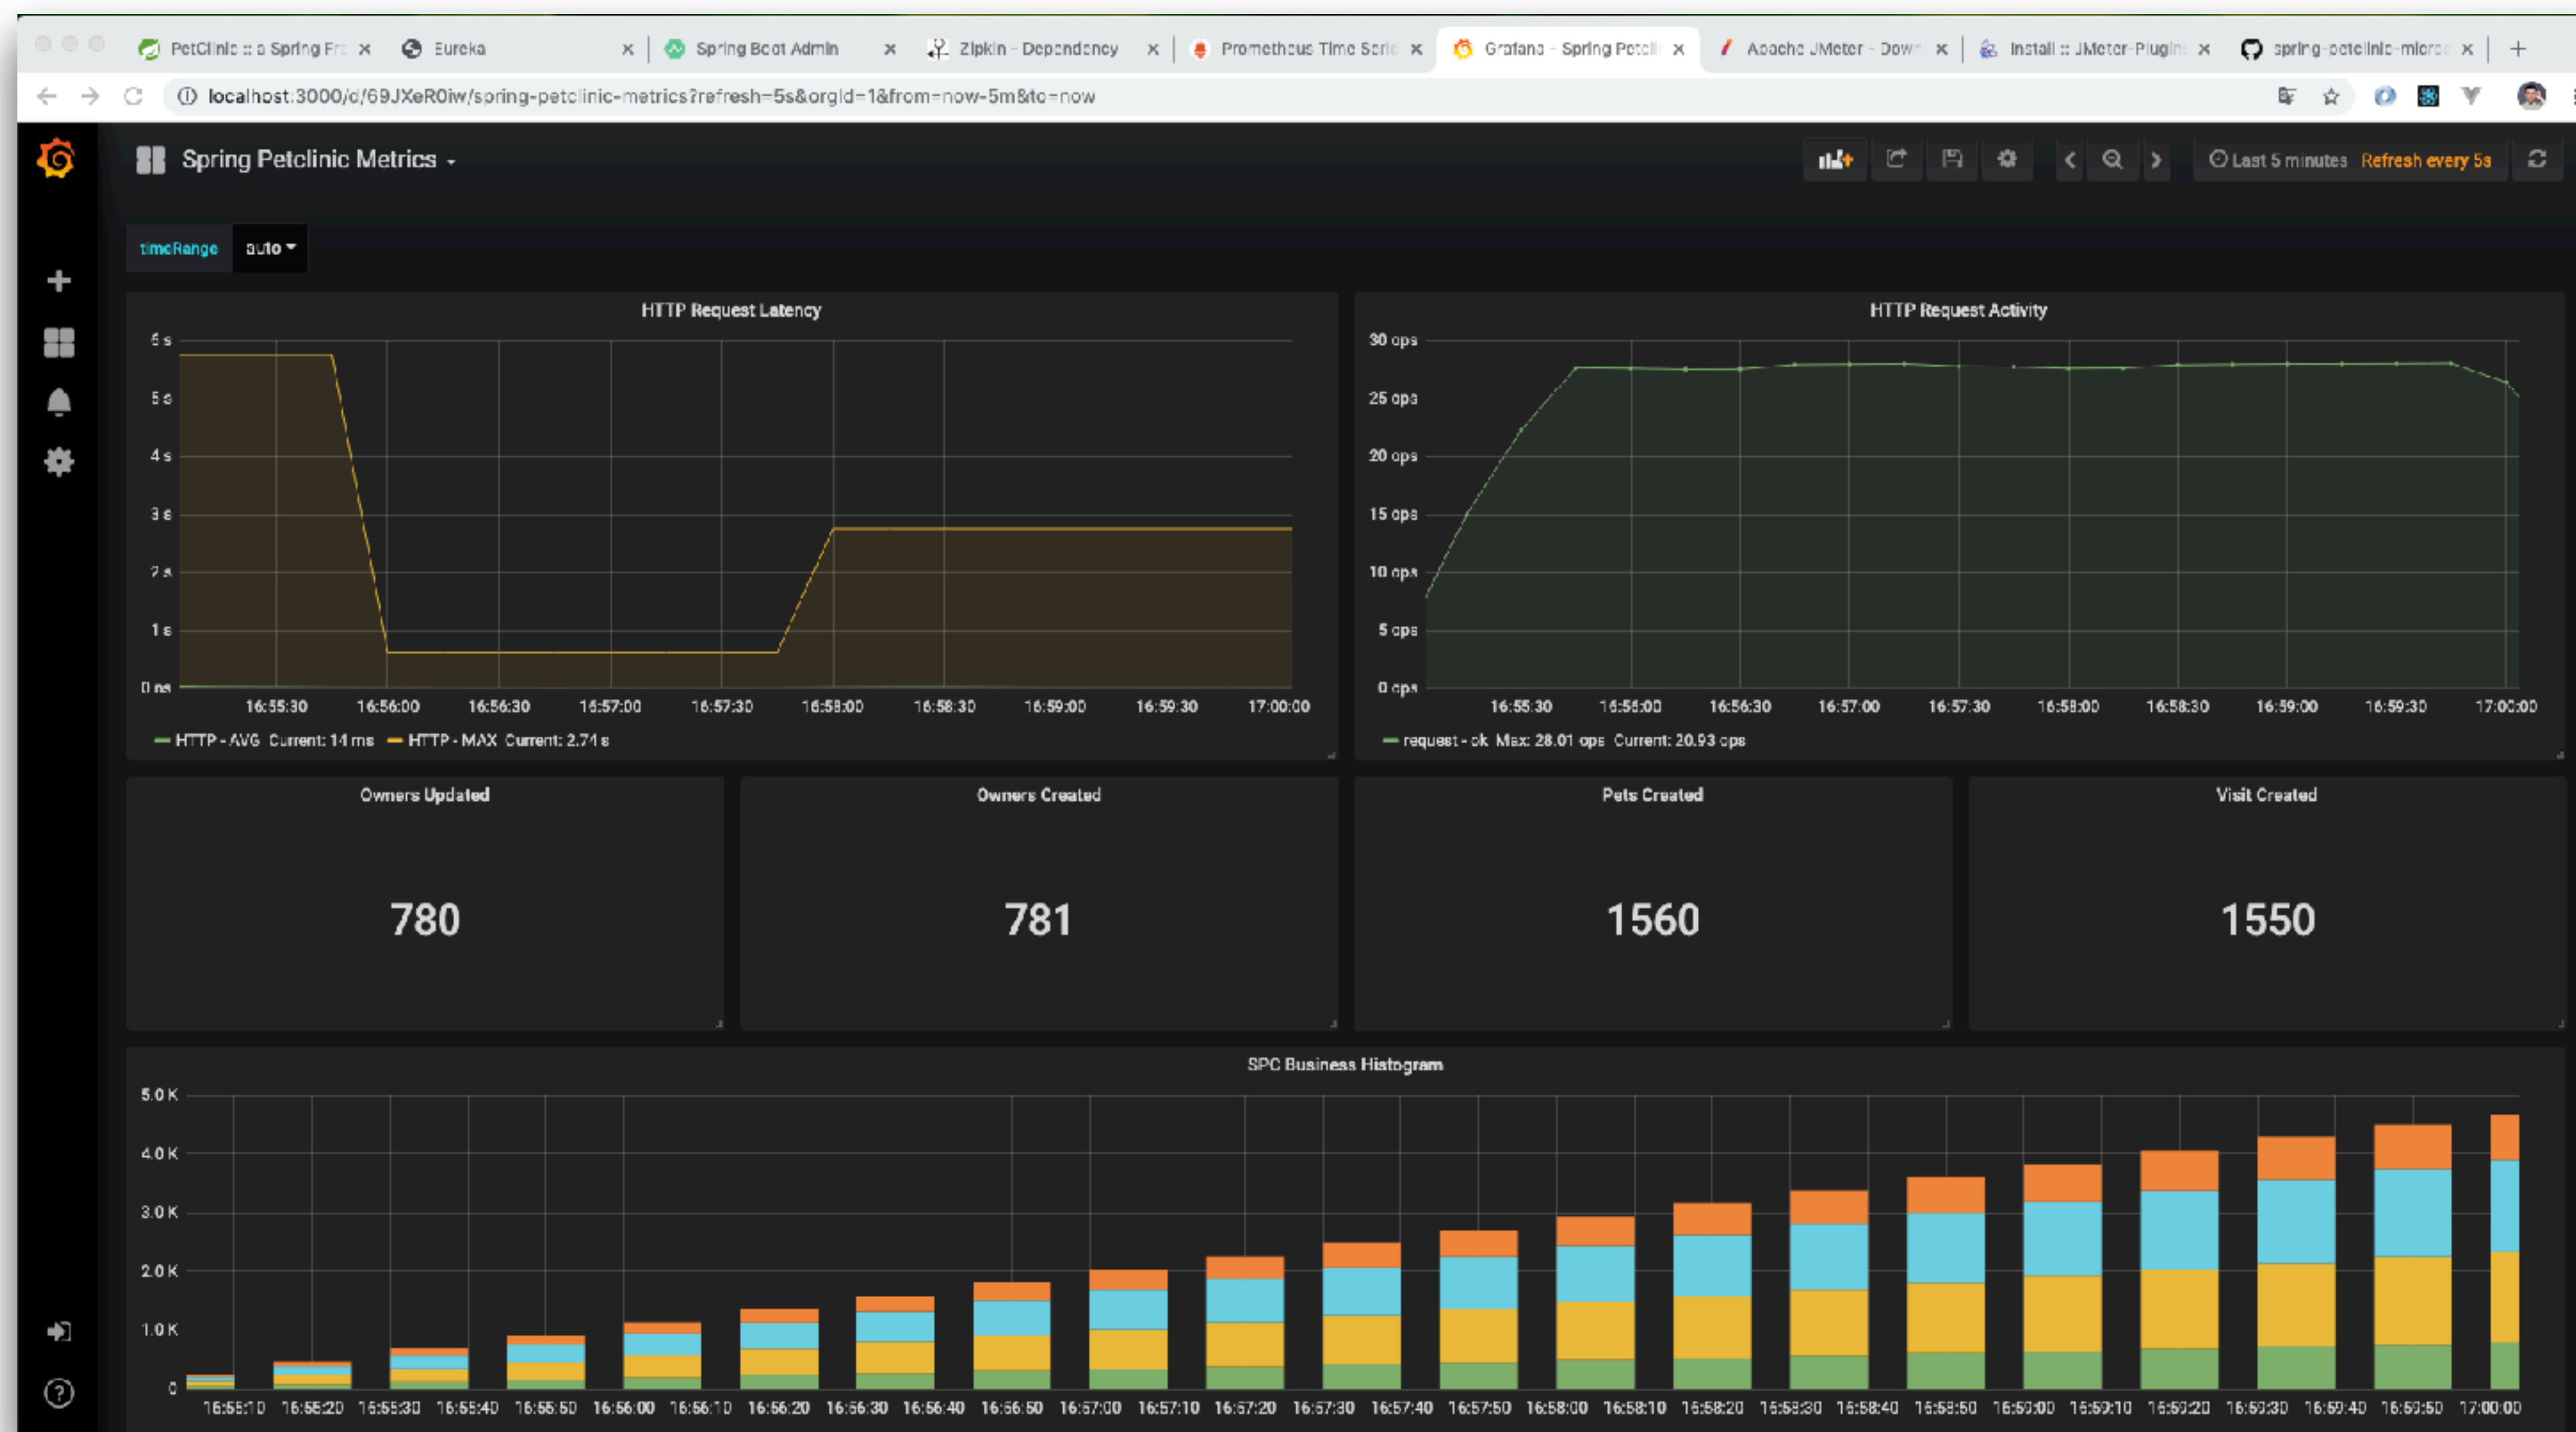 PetClinic :: a Spring Fr Eureka Spring Boot Admin Zipkin - Dependency Prometheus Time Serie Grafana - Spring Petcli Apache JMeter - Down Install :: JMeter-Plugins spring-petclinic-micros
localhost:3000/d/69JXeR0iw/spring-petclinic-metrics?refresh=5s&orgId=1&from=now-5m&to=now
Spring Petclinic Metrics
Last 5 minutes Refresh every 5s
timeRange auto
HTTP Request Latency
6 s
5 s
4 s
3 s
2 s
1 s
0 ns
16:55:30 16:56:00 16:56:30 16:57:00 16:57:30 16:58:00 16:58:30 16:59:00 16:59:30 17:00:00
HTTP - AVG Current: 14 ms HTTP - MAX Current: 2.74 s
HTTP Request Activity
30 ops
25 ops
20 ops
15 ops
10 ops
5 ops
0 ops
16:55:30 16:56:00 16:56:30 16:57:00 16:57:30 16:58:00 16:58:30 16:59:00 16:59:30 17:00:00
request - ok Max: 28.01 ops Current: 20.93 ops
Owners Updated
780
Owners Created
781
Pets Created
1560
Visit Created
1550
SPC Business Histogram
5.0 K
4.0 K
3.0 K
2.0 K
1.0 K
0
16:55:10 16:55:20 16:55:30 16:55:40 16:55:50 16:56:00 16:56:10 16:56:20 16:56:30 16:56:40 16:56:50 16:57:00 16:57:10 16:57:20 16:57:30 16:57:40 16:57:50 16:58:00 16:58:10 16:58:20 16:58:30 16:58:40 16:58:50 16:59:00 16:59:10 16:59:20 16:59:30 16:59:40 16:59:50 17:00:00